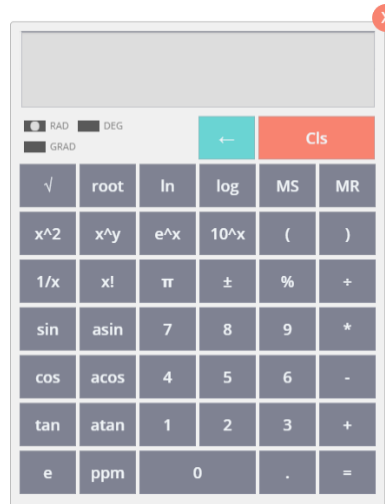 X
RAD DEG
GRAD
← Cls
√ root ln log MS MR
x^2 x^y e^x 10^x ( )
1/x x! π ± % ÷
sin asin 7 8 9 *
cos acos 4 5 6 -
tan atan 1 2 3 +
e ppm 0 . =